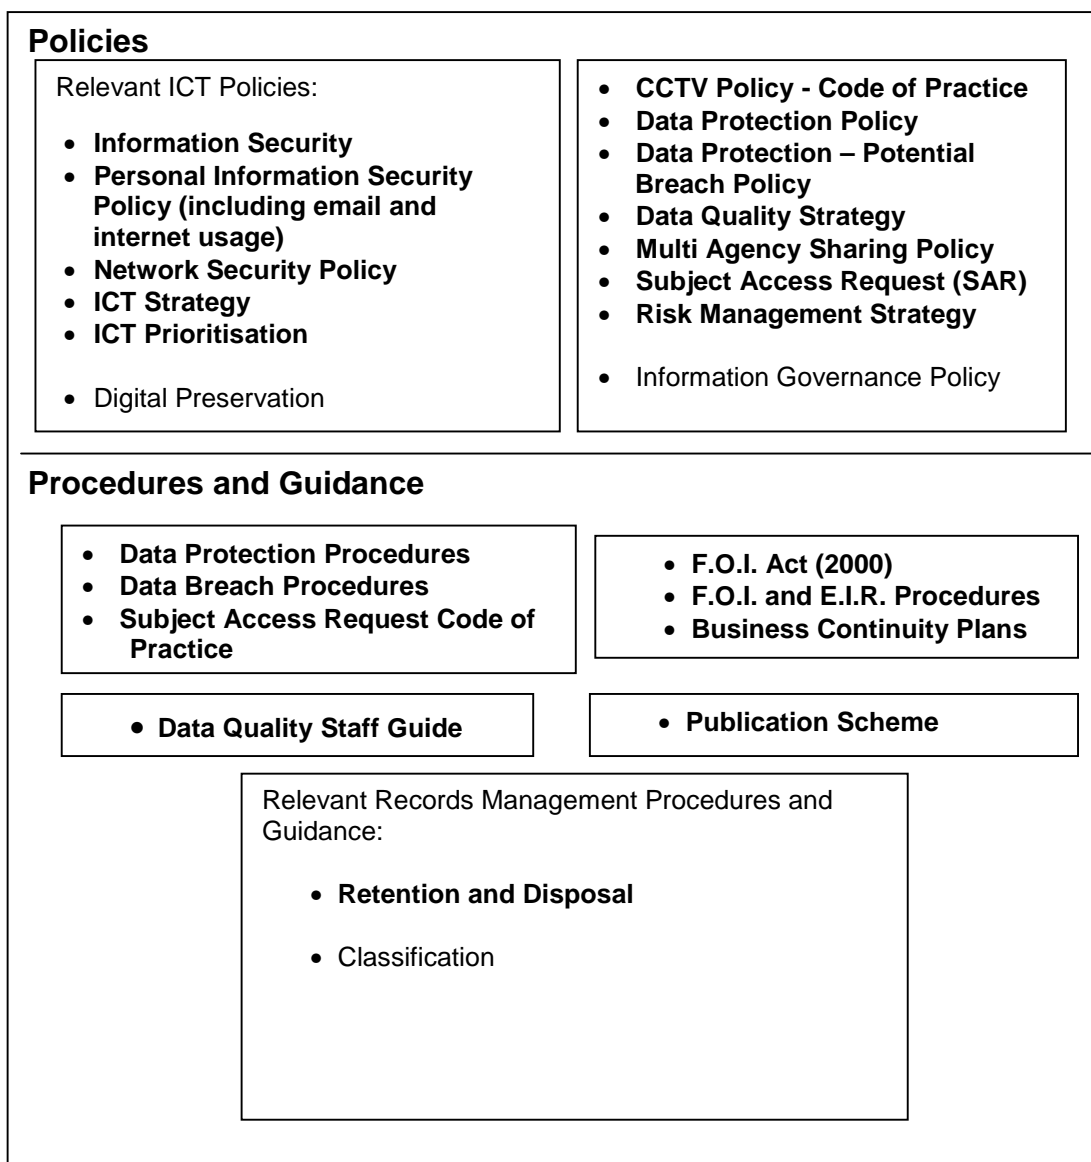 Policies
Relevant ICT Policies:
• Information Security
• Personal Information Security
Policy (including email and
internet usage)
• Network Security Policy
• ICT Strategy
• ICT Prioritisation
• Digital Preservation
• CCTV Policy - Code of Practice
• Data Protection Policy
• Data Protection – Potential
Breach Policy
• Data Quality Strategy
• Multi Agency Sharing Policy
• Subject Access Request (SAR)
• Risk Management Strategy
• Information Governance Policy
Procedures and Guidance
• Data Protection Procedures
• Data Breach Procedures
• Subject Access Request Code of
Practice
• F.O.I. Act (2000)
• F.O.I. and E.I.R. Procedures
• Business Continuity Plans
• Data Quality Staff Guide
• Publication Scheme
Relevant Records Management Procedures and
Guidance:
• Retention and Disposal
• Classification